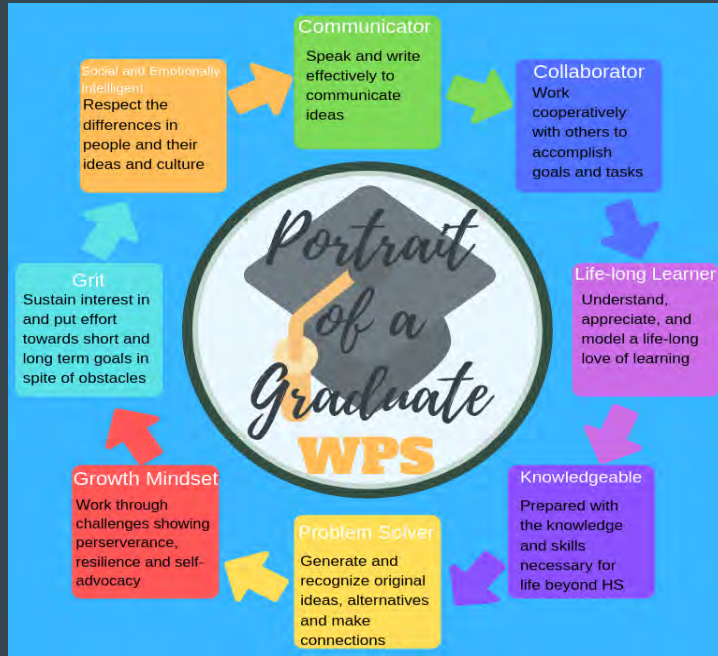 Communicator
Speak and write
effectively to
communicate
ideas
Collaborator
Work
cooperatively
with others to
accomplish
goals and tasks
Life-long Learner
Understand,
appreciate, and
model a life-long
love of learning
Knowledgeable
Prepared with
the knowledge
and skills
necessary for
life beyond HS
Problem Solver
Generate and
recognize original
ideas, alternatives
and make
connections
Growth Mindset
Work through
challenges showing
perserverance,
resilience and self-
advocacy
Grit
Sustain interest in
and put effort
towards short and
long term goals in
spite of obstacles
Social and Emotionally
Intelligent
Respect the
differences in
people and their
ideas and culture
Portrait
of a
Graduate
WPS